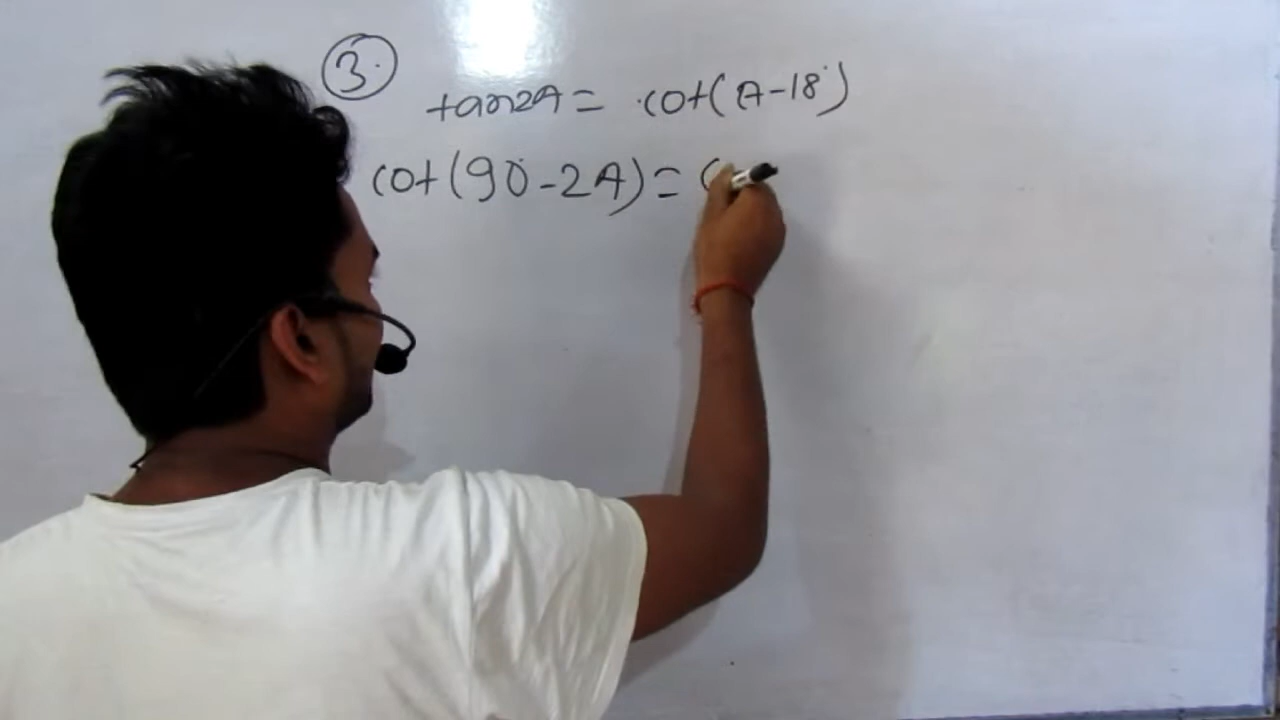 3.
tan2A = cot(A-18°)
cot(90°-2A) = c